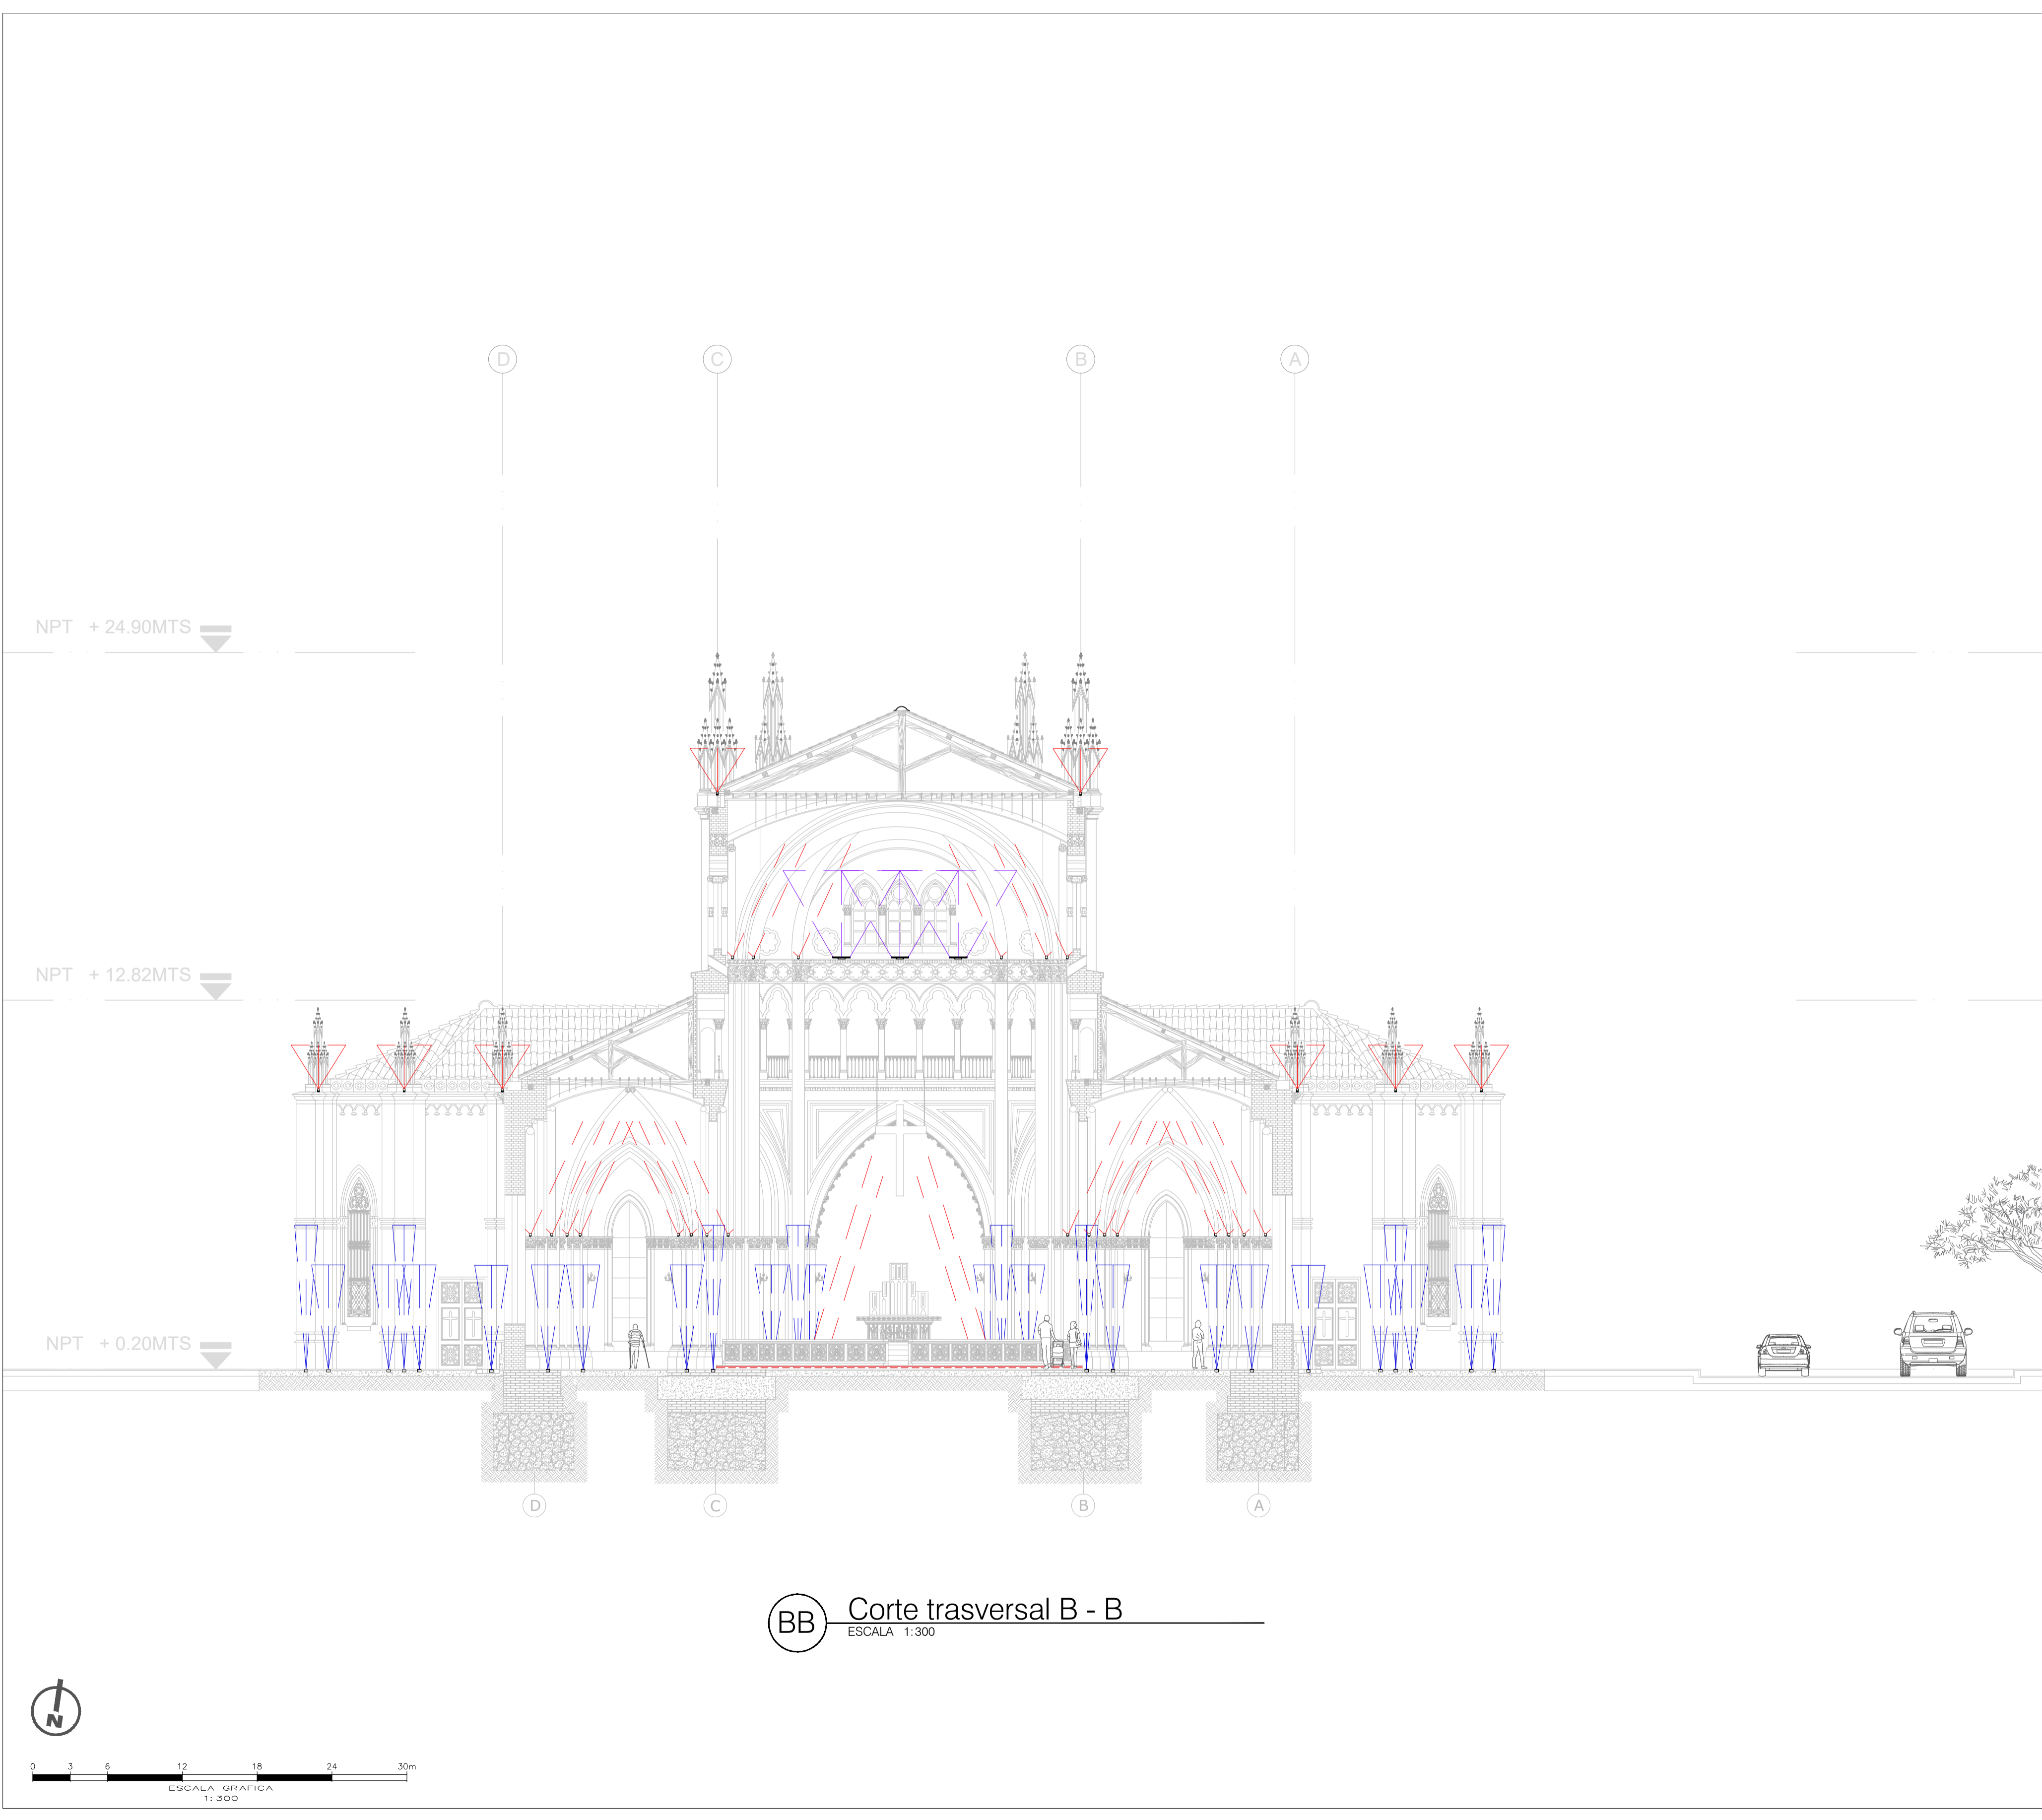 D C B A
NPT + 24.90MTS
NPT + 12.82MTS
NPT + 0.20MTS
D C B A
BB Corte trasversal B - B
ESCALA 1:300
N
0 3 6 12 18 24 30m
ESCALA GRAFICA
1:300